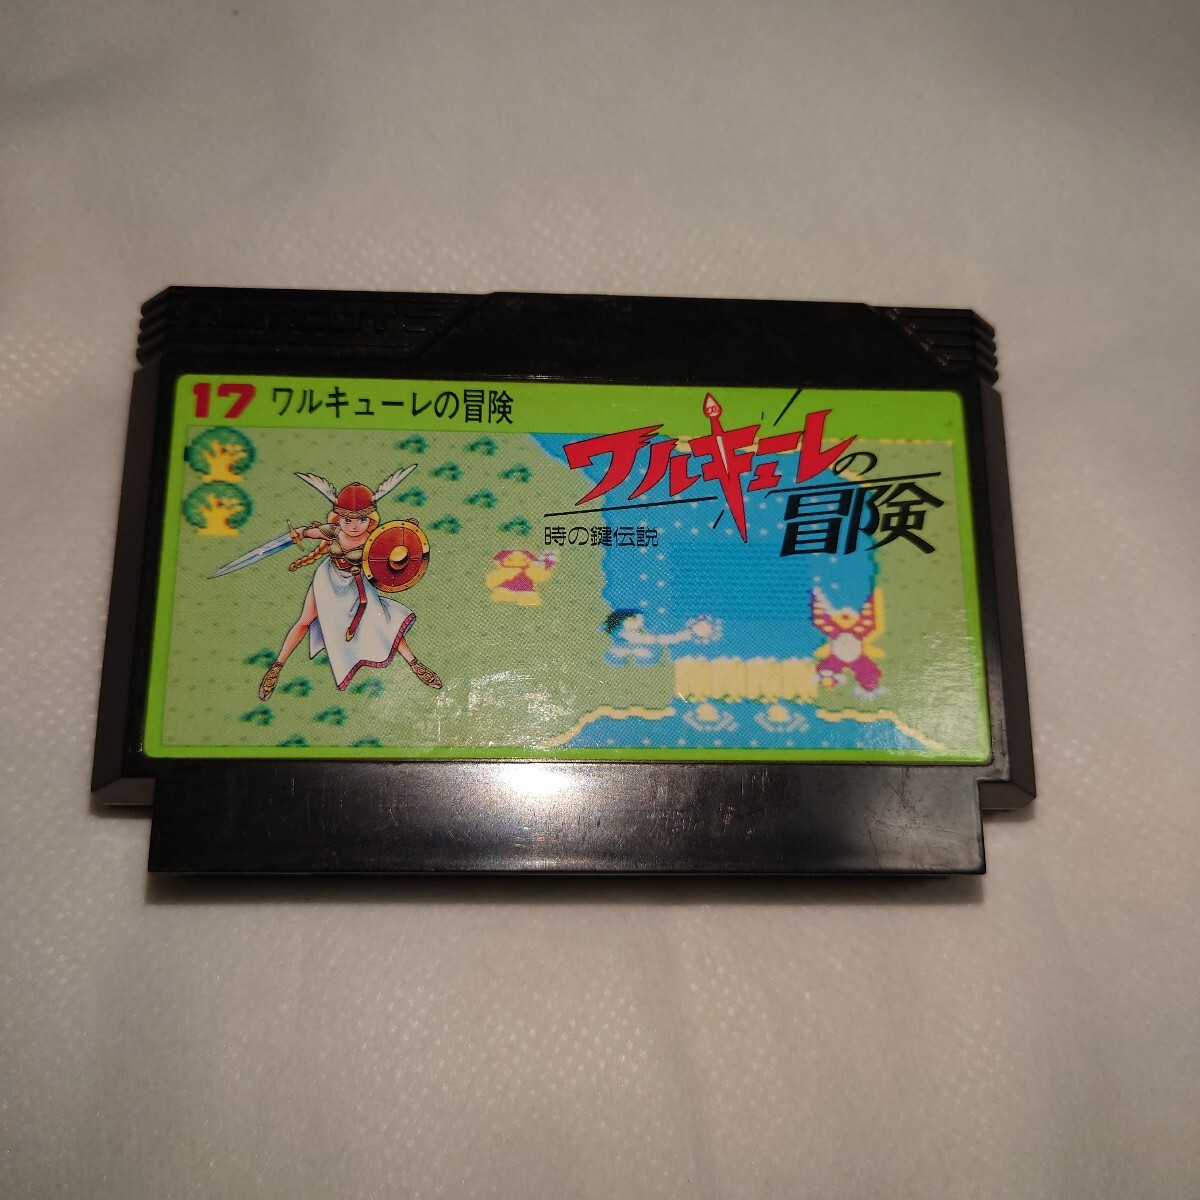 17 ワルキューレの冒険
ワルキューレの
冒険
時の鍵伝説